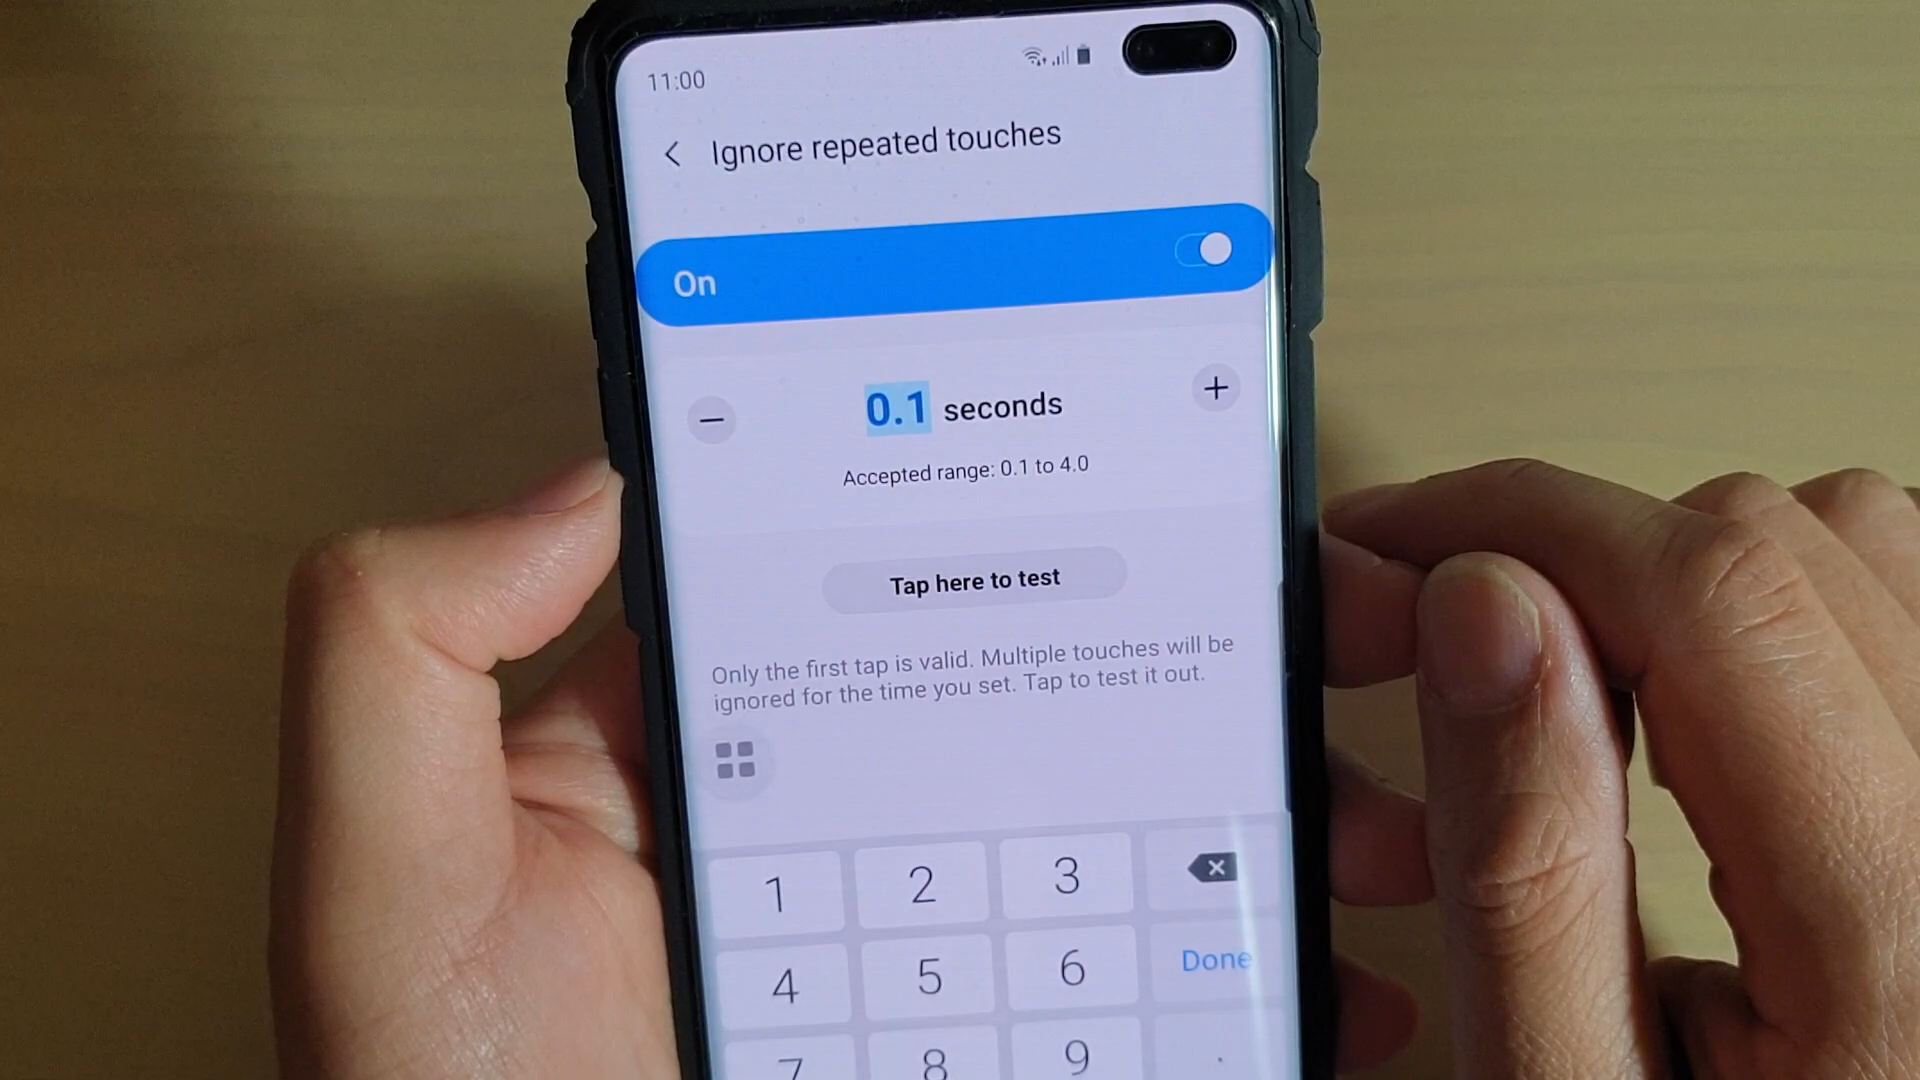 11:00
Ignore repeated touches
On
0.1 seconds
Accepted range: 0.1 to 4.0
Tap here to test
Only the first tap is valid. Multiple touches will be
ignored for the time you set. Tap to test it out.
1 2 3
4 5 6 Done
7 8 9 .